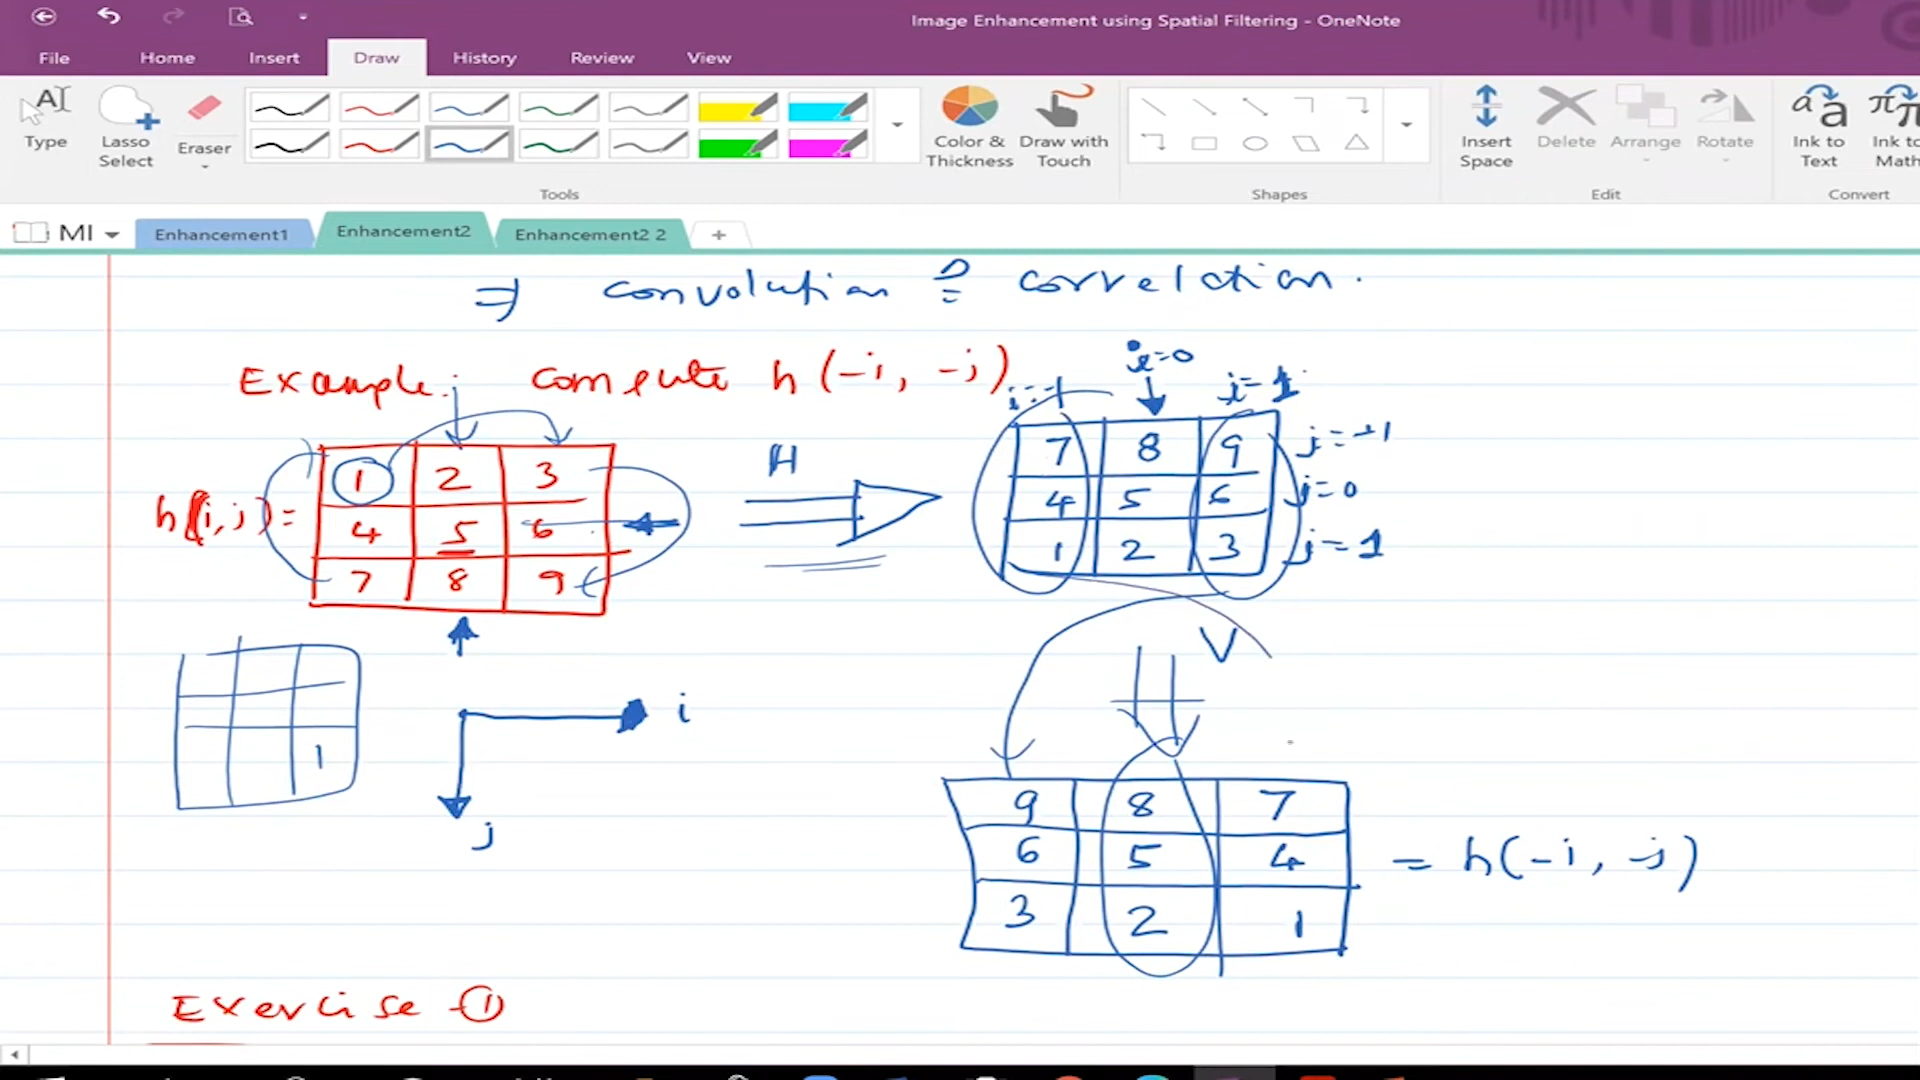 Image Enhancement using Spatial Filtering - OneNote
File Home Insert Draw History Review View
Type Lasso Select Eraser Color & Thickness Draw with Touch Insert Space Delete Arrange Rotate Ink to Text Ink to Math
Tools Shapes Edit Convert
MI Enhancement1 Enhancement2 Enhancement2 2 +
⇒ convolution ≟ correlation.
Example: compute h(-i, -j)
i=-1 i=0 i=1
h(i,j) =
1 2 3
4 5 6
7 8 9
H
7 8 9 j=-1
4 5 6 j=0
1 2 3 j=1
V
1
i
j
9 8 7
6 5 4 = h(-i, -j)
3 2 1
Exercise -①